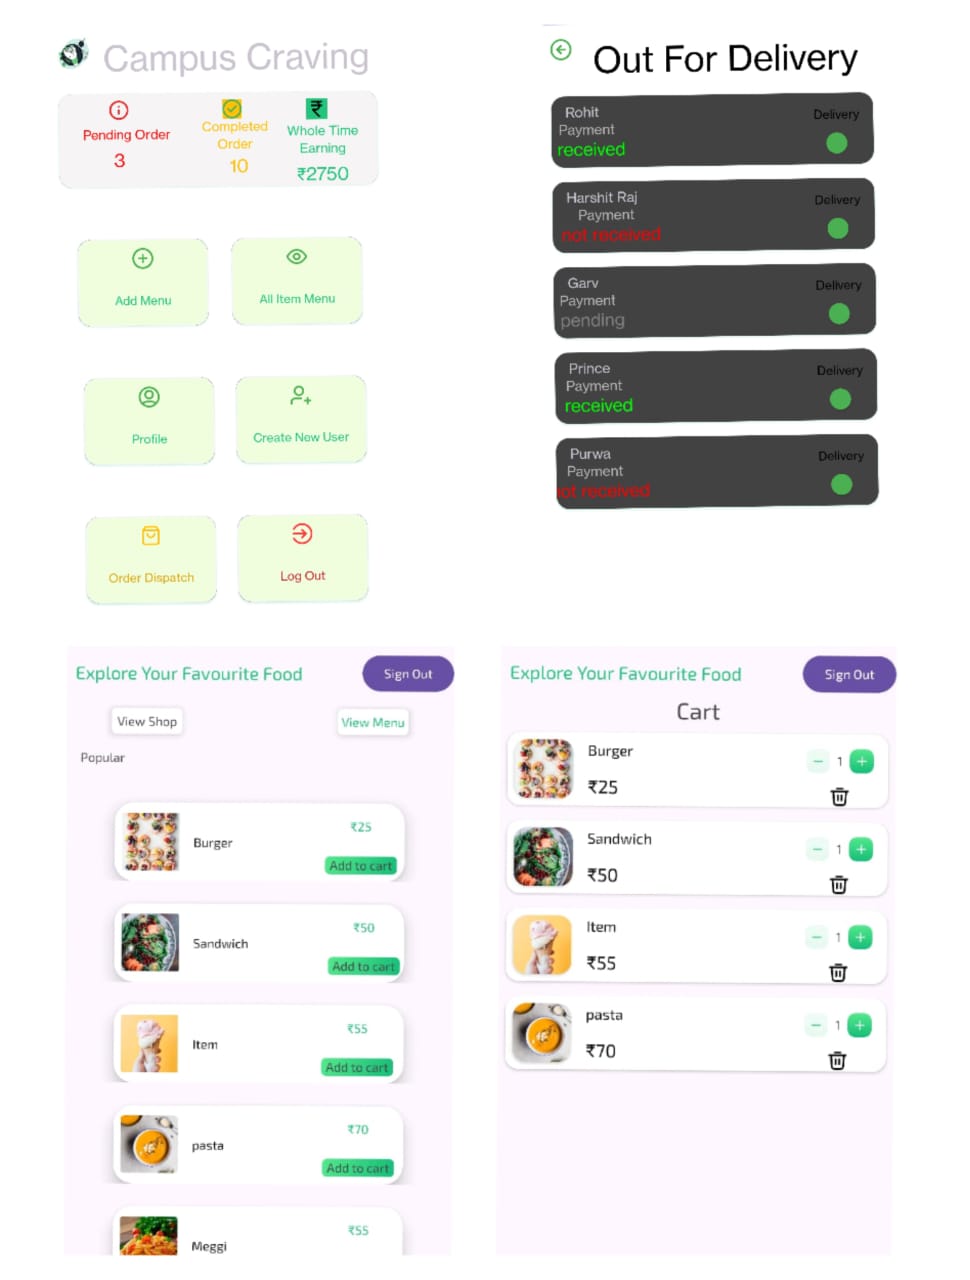 Campus Craving
Pending Order
3
Completed
Order
10
₹
Whole Time
Earning
₹2750
Add Menu
All Item Menu
Profile
Create New User
Order Dispatch
Log Out
Out For Delivery
Rohit
Payment
received
Delivery
Harshit Raj
Payment
not received
Delivery
Garv
Payment
pending
Delivery
Prince
Payment
received
Delivery
Purwa
Payment
not received
Delivery
Explore Your Favourite Food
Sign Out
View Shop
View Menu
Popular
Burger
₹25
Add to cart
Sandwich
₹50
Add to cart
Item
₹55
Add to cart
pasta
₹70
Add to cart
Meggi
₹55
Explore Your Favourite Food
Sign Out
Cart
Burger
₹25
− 1 +
Sandwich
₹50
− 1 +
Item
₹55
− 1 +
pasta
₹70
− 1 +